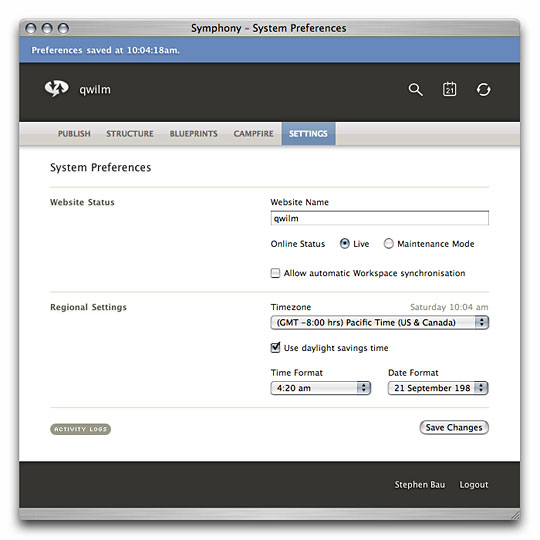 Symphony – System Preferences
Preferences saved at 10:04:18am.
qwilm
21
PUBLISH STRUCTURE BLUEPRINTS CAMPFIRE SETTINGS
System Preferences
Website Status
Website Name
qwilm
Online Status Live Maintenance Mode
Allow automatic Workspace synchronisation
Regional Settings
Timezone Saturday 10:04 am
(GMT -8:00 hrs) Pacific Time (US & Canada)
Use daylight savings time
Time Format Date Format
4:20 am 21 September 198
ACTIVITY LOGS Save Changes
Stephen Bau Logout